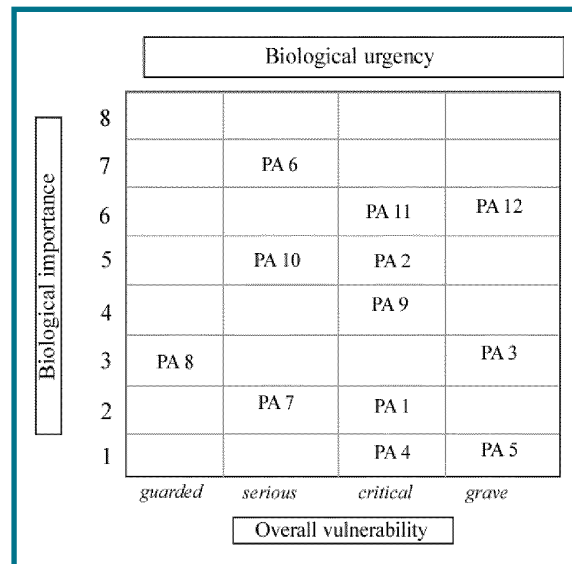 Biological urgency
Biological importance
8
7 PA 6
6 PA 11 PA 12
5 PA 10 PA 2
4 PA 9
3 PA 8 PA 3
2 PA 7 PA 1
1 PA 4 PA 5
guarded serious critical grave
Overall vulnerability